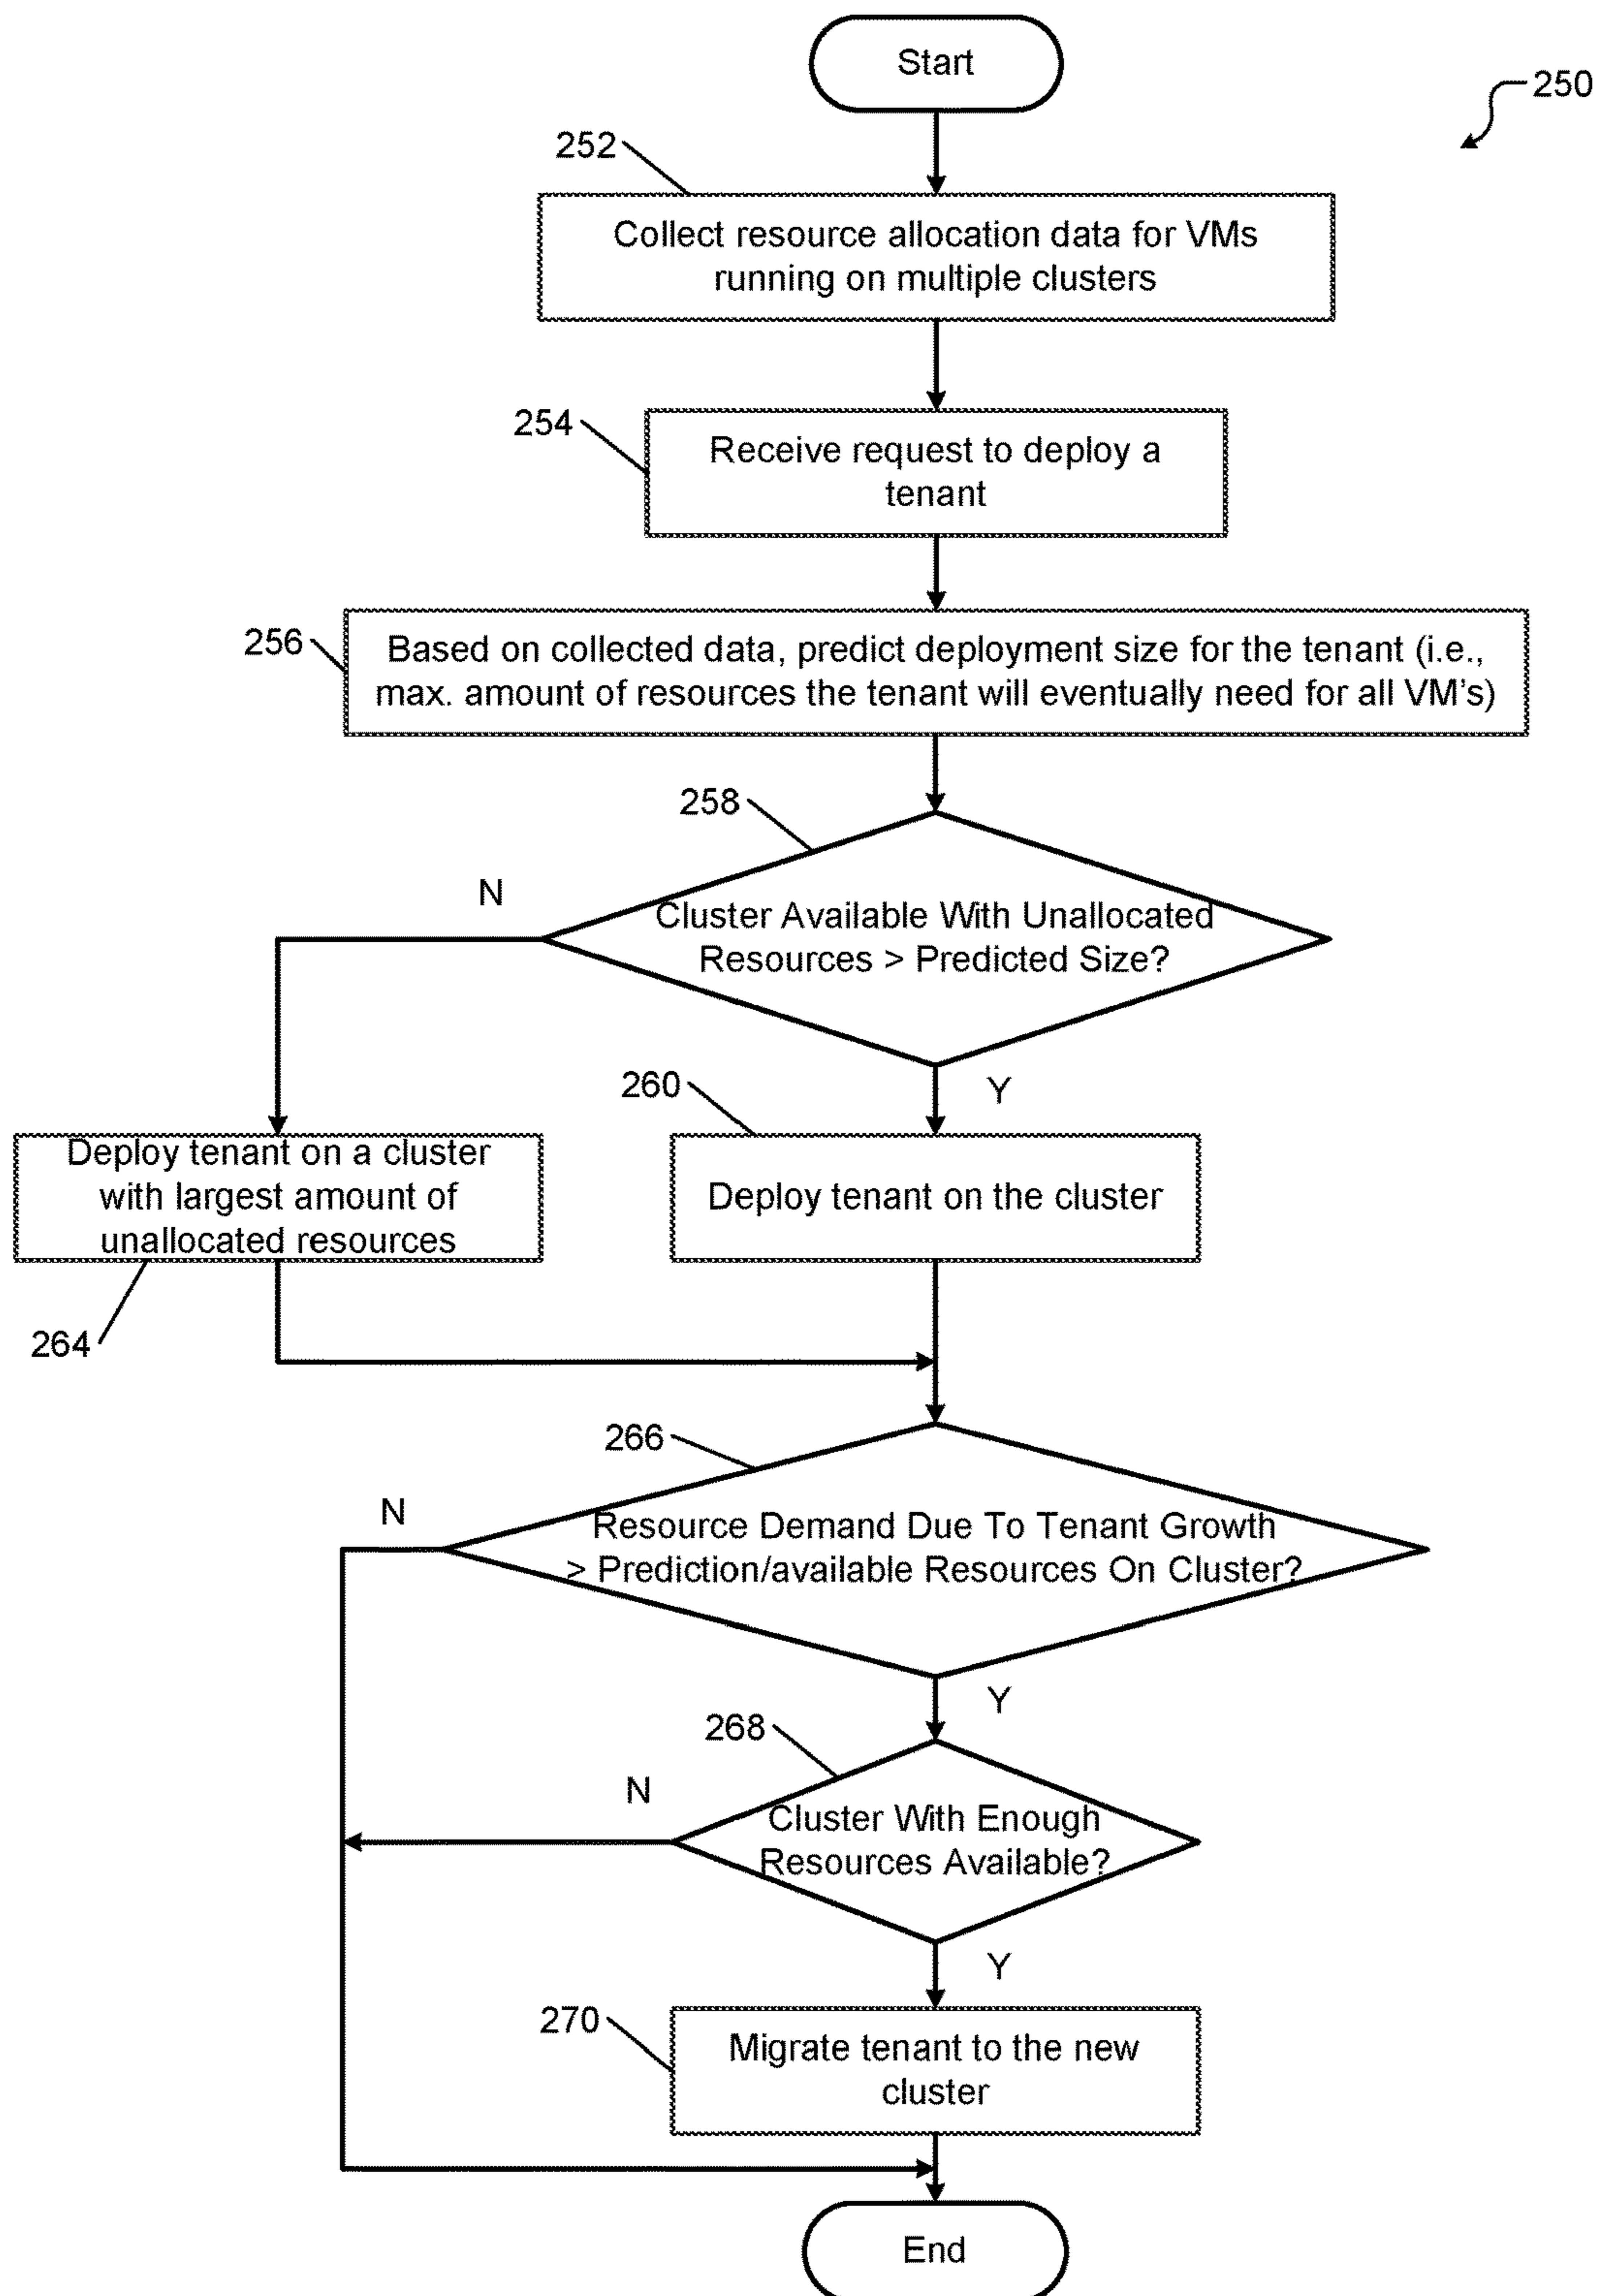 Start
250
252
Collect resource allocation data for VMs
running on multiple clusters
254
Receive request to deploy a
tenant
256
Based on collected data, predict deployment size for the tenant (i.e.,
max. amount of resources the tenant will eventually need for all VM's)
258
N
Cluster Available With Unallocated
Resources > Predicted Size?
260
Y
Deploy tenant on a cluster
with largest amount of
unallocated resources
Deploy tenant on the cluster
264
266
N
Resource Demand Due To Tenant Growth
> Prediction/available Resources On Cluster?
Y
268
N
Cluster With Enough
Resources Available?
Y
270
Migrate tenant to the new
cluster
End